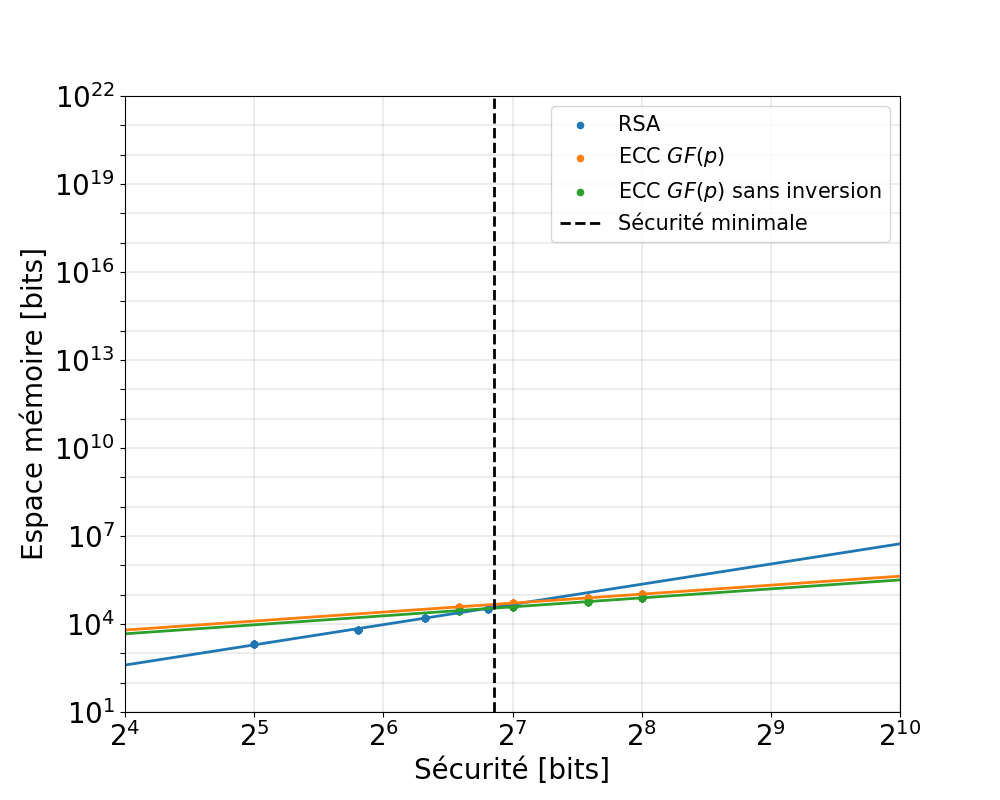 10^22
10^19
10^16
10^13
10^10
10^7
10^4
10^1
Espace mémoire [bits]
RSA
ECC GF(p)
ECC GF(p) sans inversion
Sécurité minimale
2^4 2^5 2^6 2^7 2^8 2^9 2^10
Sécurité [bits]